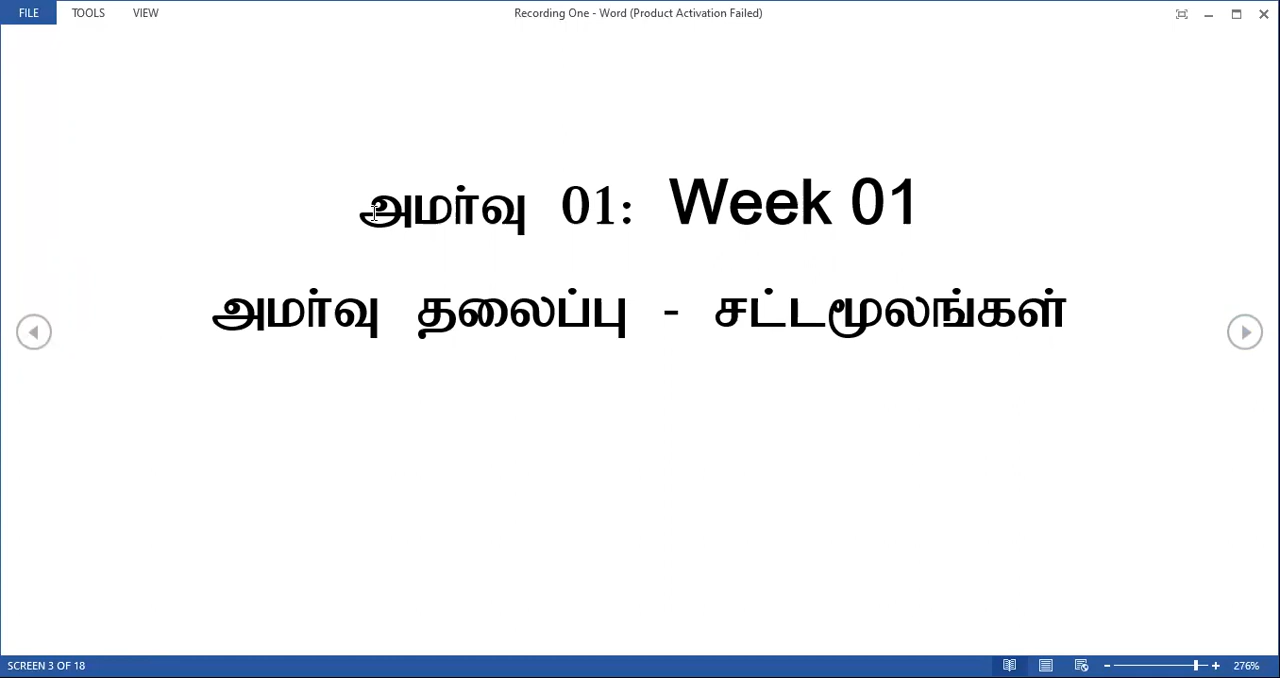 FILE TOOLS VIEW Recording One - Word (Product Activation Failed)
அமர்வு 01: Week 01
அமர்வு தலைப்பு - சட்டமூலங்கள்
SCREEN 3 OF 18 276%